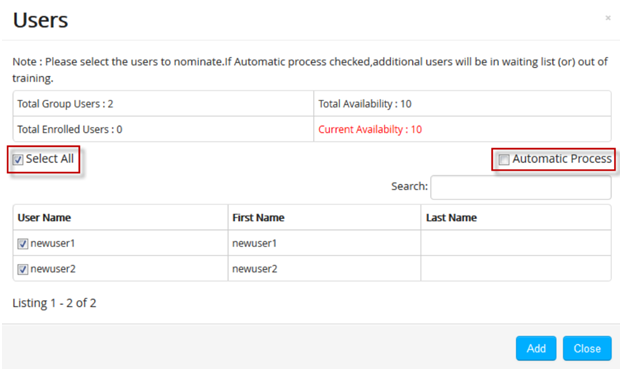 Users
×
Note : Please select the users to nominate.If Automatic process checked,additional users will be in waiting list (or) out of
training.
Total Group Users : 2 Total Availability : 10
Total Enrolled Users : 0 Current Availabilty : 10
Select All Automatic Process
Search:
User Name First Name Last Name
newuser1 newuser1
newuser2 newuser2
Listing 1 - 2 of 2
Add Close